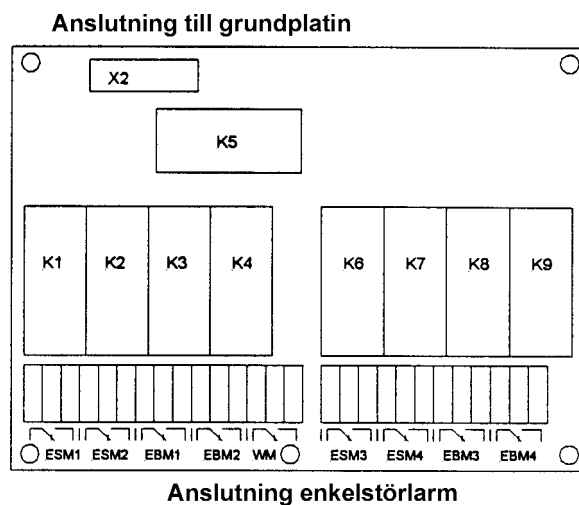 Anslutning till grundplatin
X2
K5
K1 K2 K3 K4 K6 K7 K8 K9
ESM1 ESM2 EBM1 EBM2 WM ESM3 ESM4 EBM3 EBM4
Anslutning enkelstörlarm